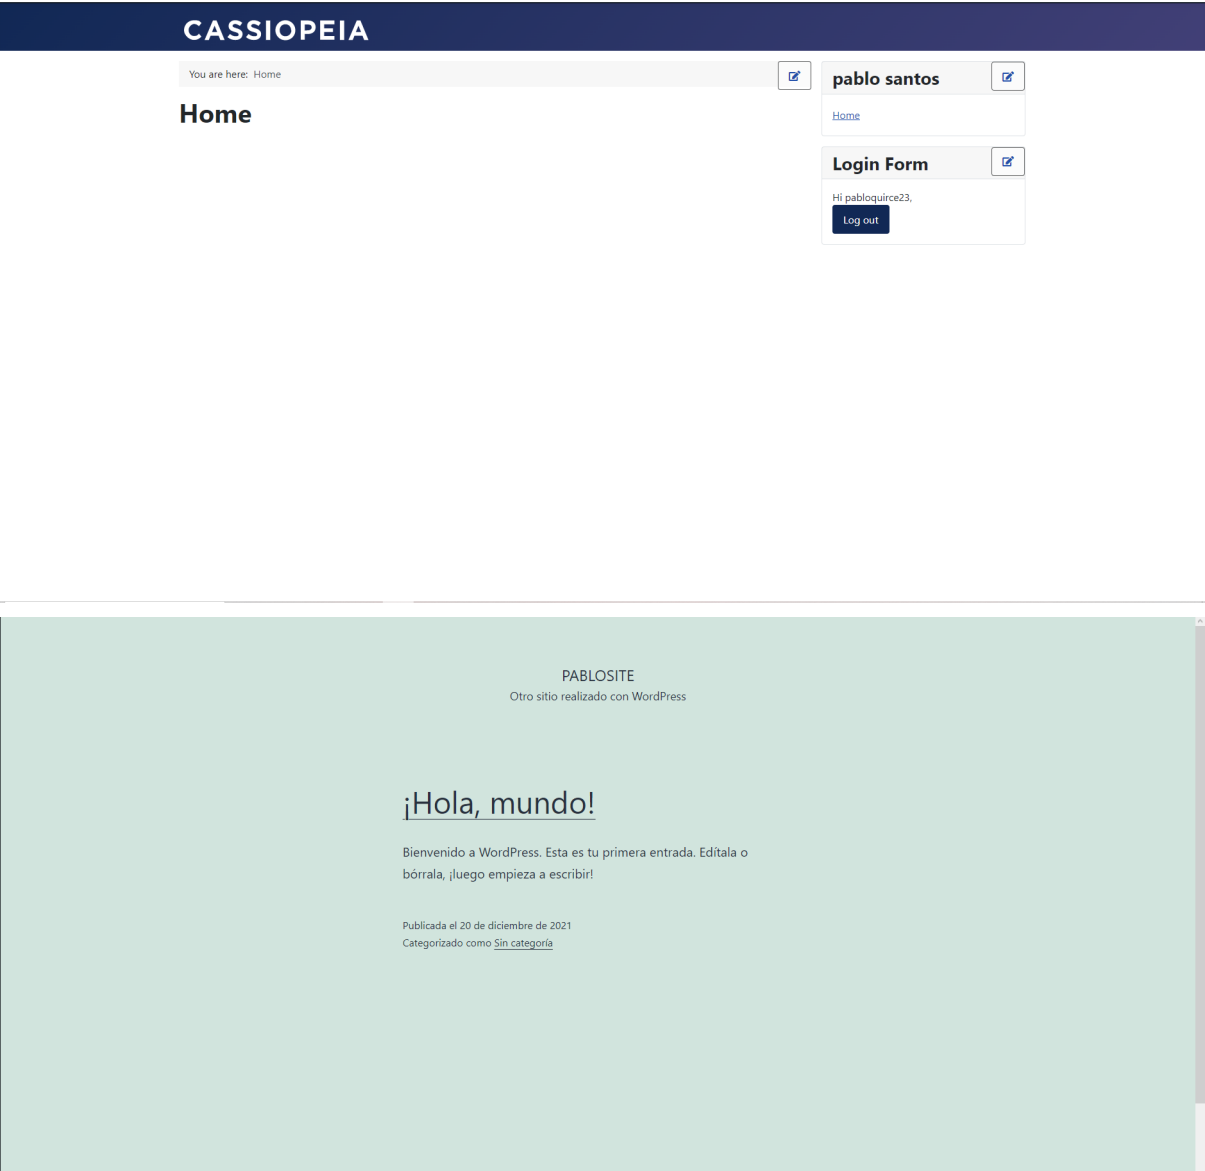 CASSIOPEIA
You are here: Home
Home
pablo santos
Home
Login Form
Hi pabloquirce23,
Log out
PABLOSITE
Otro sitio realizado con WordPress
¡Hola, mundo!
Bienvenido a WordPress. Esta es tu primera entrada. Edítala o
bórrala, ¡luego empieza a escribir!
Publicada el 20 de diciembre de 2021
Categorizado como Sin categoría